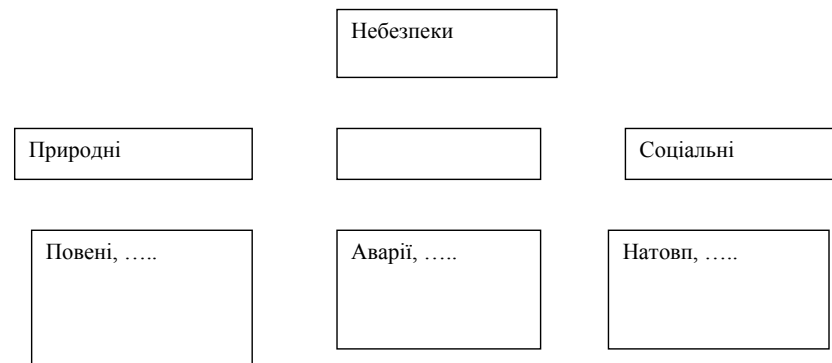 Небезпеки
Природні
Соціальні
Повені, …..
Аварії, …..
Натовп, …..